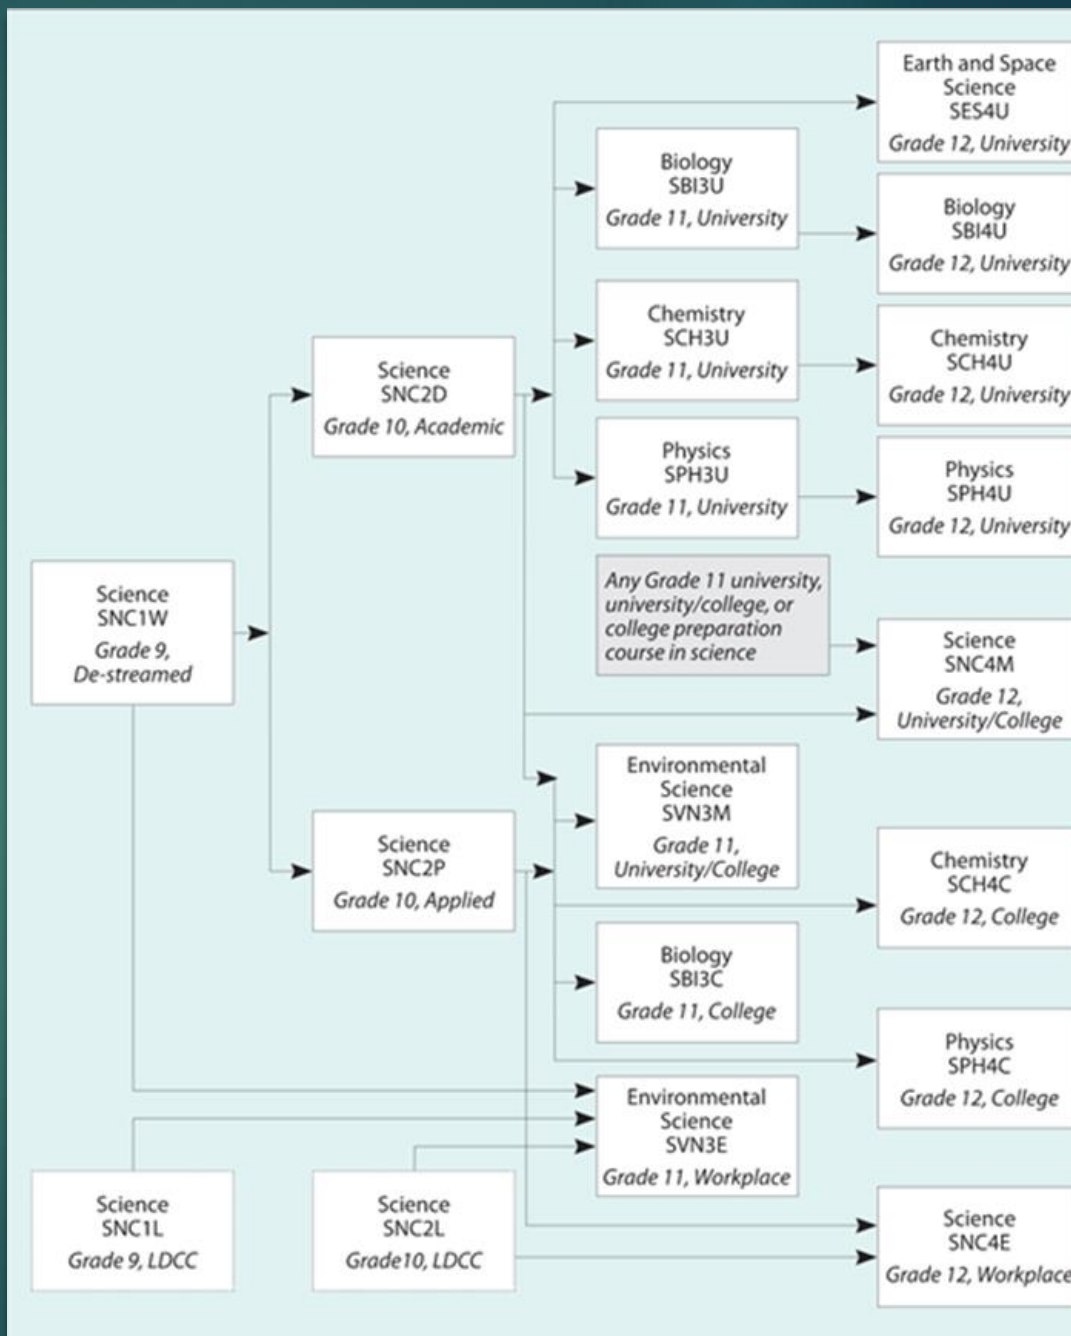 Earth and Space
Science
SES4U
Grade 12, University
Biology
SBI3U
Grade 11, University
Biology
SBI4U
Grade 12, University
Chemistry
SCH3U
Grade 11, University
Chemistry
SCH4U
Grade 12, University
Science
SNC2D
Grade 10, Academic
Physics
SPH3U
Grade 11, University
Physics
SPH4U
Grade 12, University
Science
SNC1W
Grade 9,
De-streamed
Any Grade 11 university,
university/college, or
college preparation
course in science
Science
SNC4M
Grade 12,
University/College
Environmental
Science
SVN3M
Grade 11,
University/College
Science
SNC2P
Grade 10, Applied
Chemistry
SCH4C
Grade 12, College
Biology
SBI3C
Grade 11, College
Physics
SPH4C
Grade 12, College
Environmental
Science
SVN3E
Grade 11, Workplace
Science
SNC1L
Grade 9, LDCC
Science
SNC2L
Grade10, LDCC
Science
SNC4E
Grade 12, Workplace